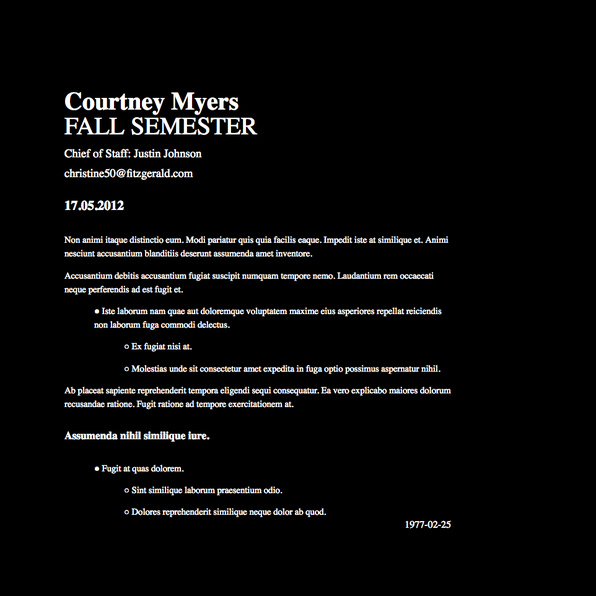 Courtney Myers
FALL SEMESTER
Chief of Staff: Justin Johnson
christine50@fitzgerald.com
17.05.2012
Non animi itaque distinctio eum. Modi pariatur quis quia facilis eaque. Impedit iste at similique et. Animi
nesciunt accusantium blanditiis deserunt assumenda amet inventore.
Accusantium debitis accusantium fugiat suscipit numquam tempore nemo. Laudantium rem occaecati
neque perferendis ad est fugit et.
● Iste laborum nam quae aut doloremque voluptatem maxime eius asperiores repellat reiciendis
non laborum fuga commodi delectus.
○ Ex fugiat nisi at.
○ Molestias unde sit consectetur amet expedita in fuga optio possimus aspernatur nihil.
Ab placeat sapiente reprehenderit tempora eligendi sequi consequatur. Ea vero explicabo maiores dolorum
recusandae ratione. Fugit ratione ad tempore exercitationem at.
Assumenda nihil similique iure.
● Fugit at quas dolorem.
○ Sint similique laborum praesentium odio.
○ Dolores reprehenderit similique neque dolor ab quod.
1977-02-25